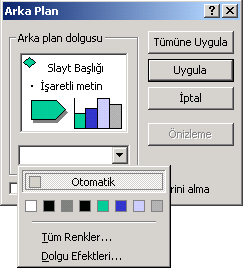 Arka Plan
Arka plan dolgusu
Slayt Başlığı
• İşaretli metin
Tümüne Uygula
Uygula
İptal
Önizleme
Otomatik
rini alma
Tüm Renkler...
Dolgu Efektleri...